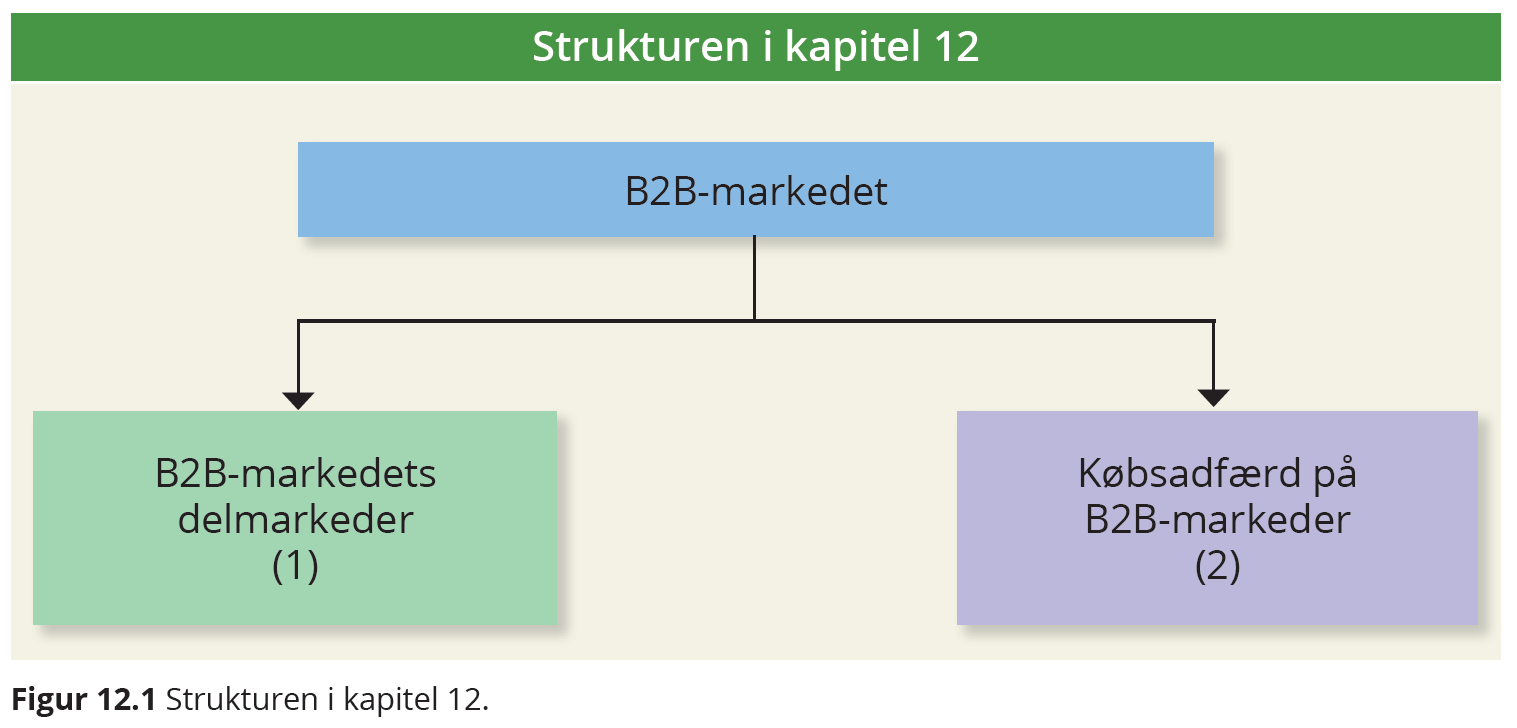 Strukturen i kapitel 12
B2B-markedet
B2B-markedets
delmarkeder
(1)
Købsadfærd på
B2B-markeder
(2)
Figur 12.1 Strukturen i kapitel 12.